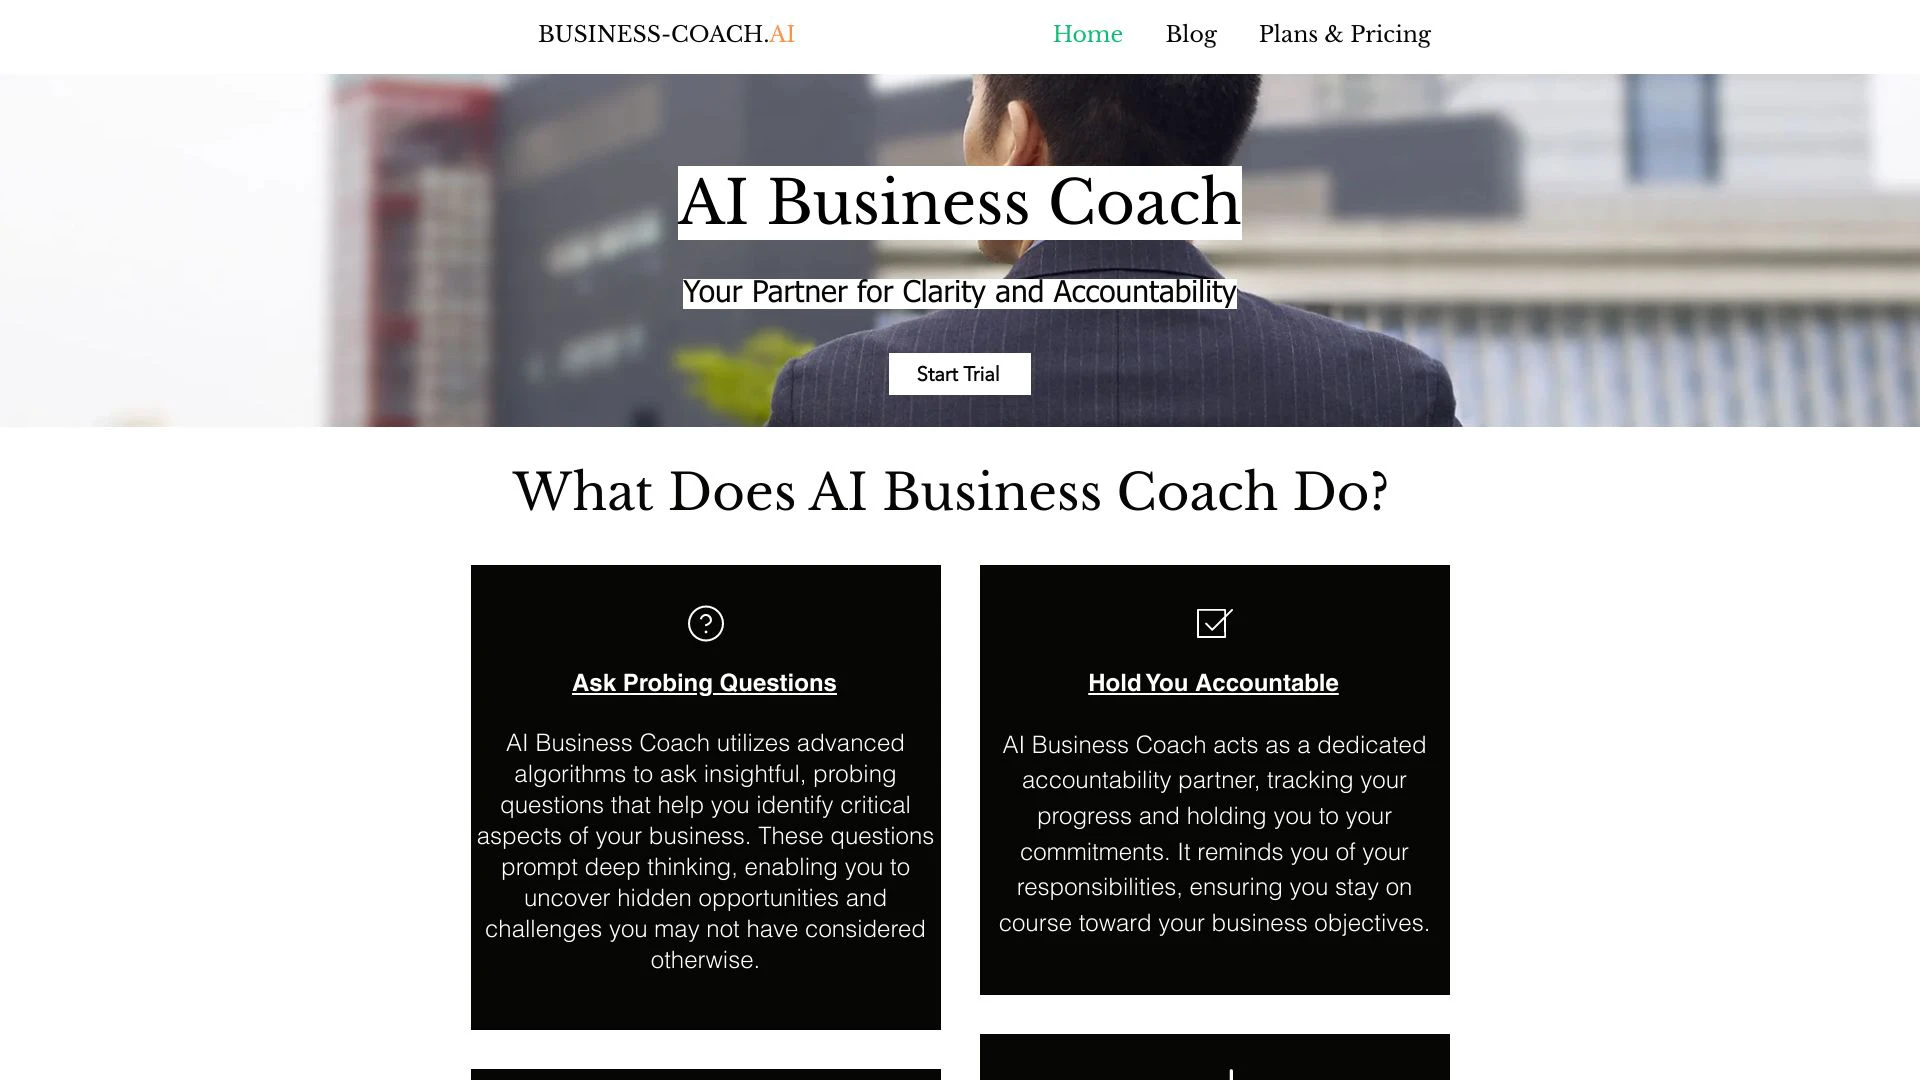 BUSINESS-COACH.AI
Home
Blog
Plans & Pricing
AI Business Coach
Your Partner for Clarity and Accountability
Start Trial
What Does AI Business Coach Do?
Ask Probing Questions
AI Business Coach utilizes advanced
algorithms to ask insightful, probing
questions that help you identify critical
aspects of your business. These questions
prompt deep thinking, enabling you to
uncover hidden opportunities and
challenges you may not have considered
otherwise.
Hold You Accountable
AI Business Coach acts as a dedicated
accountability partner, tracking your
progress and holding you to your
commitments. It reminds you of your
responsibilities, ensuring you stay on
course toward your business objectives.